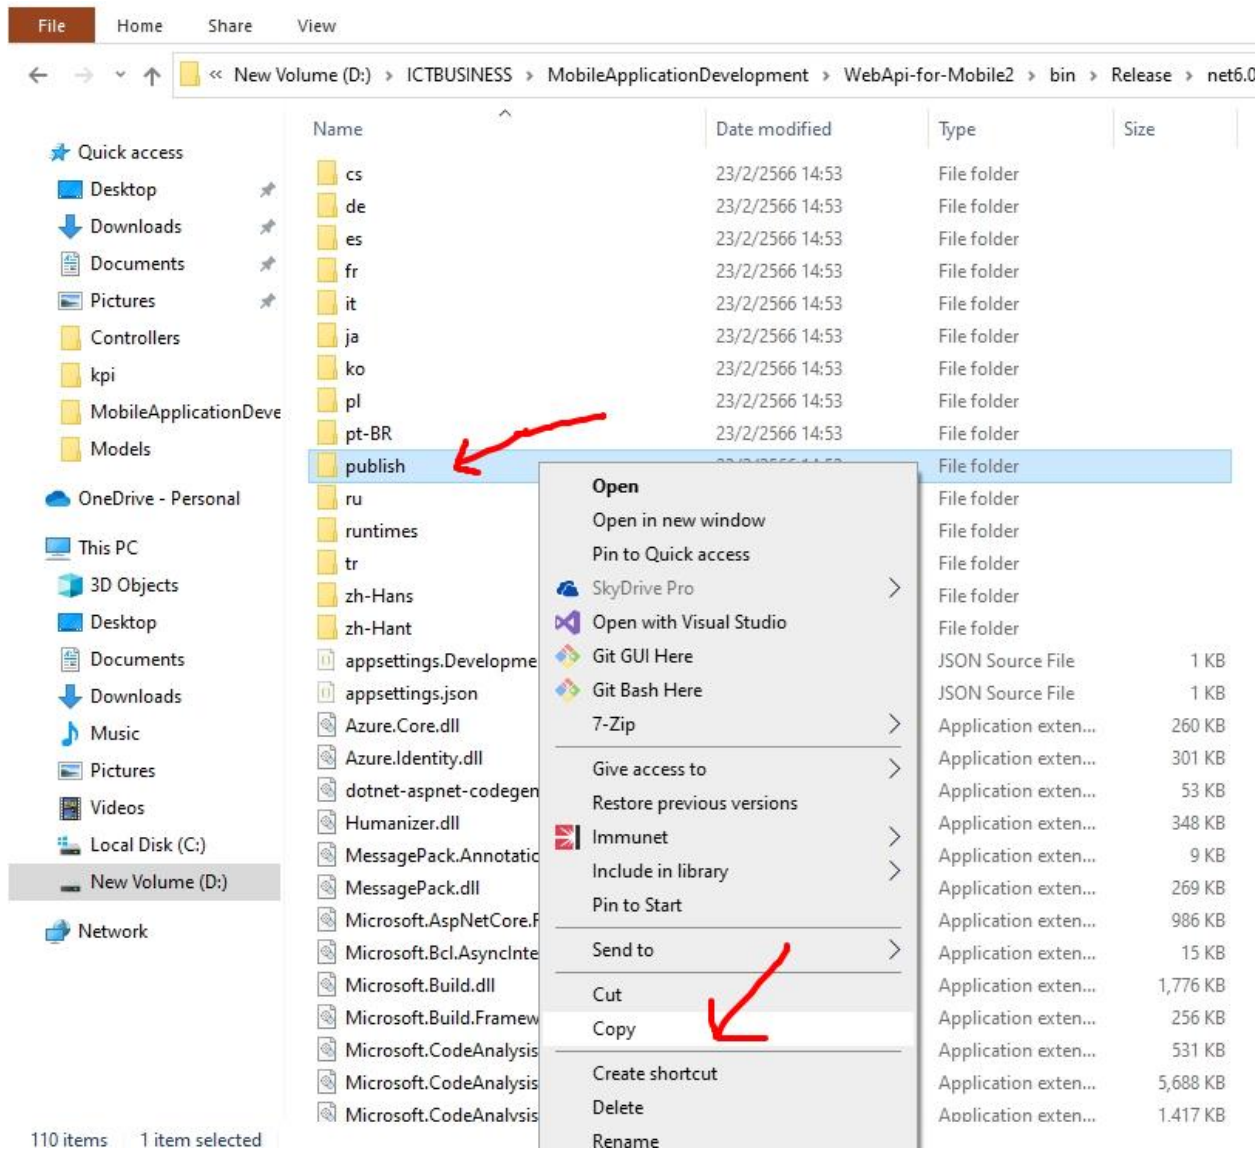 File Home Share View
« New Volume (D:) › ICTBUSINESS › MobileApplicationDevelopment › WebApi-for-Mobile2 › bin › Release › net6.0
Quick access
Desktop
Downloads
Documents
Pictures
Controllers
kpi
MobileApplicationDeve
Models
OneDrive - Personal
This PC
3D Objects
Desktop
Documents
Downloads
Music
Pictures
Videos
Local Disk (C:)
New Volume (D:)
Network
Name Date modified Type Size
cs 23/2/2566 14:53 File folder
de 23/2/2566 14:53 File folder
es 23/2/2566 14:53 File folder
fr 23/2/2566 14:53 File folder
it 23/2/2566 14:53 File folder
ja 23/2/2566 14:53 File folder
ko 23/2/2566 14:53 File folder
pl 23/2/2566 14:53 File folder
pt-BR 23/2/2566 14:53 File folder
publish File folder
ru File folder
runtimes File folder
tr File folder
zh-Hans File folder
zh-Hant File folder
appsettings.Developme JSON Source File 1 KB
appsettings.json JSON Source File 1 KB
Azure.Core.dll Application exten... 260 KB
Azure.Identity.dll Application exten... 301 KB
dotnet-aspnet-codegen Application exten... 53 KB
Humanizer.dll Application exten... 348 KB
MessagePack.Annotatio Application exten... 9 KB
MessagePack.dll Application exten... 269 KB
Microsoft.AspNetCore.F Application exten... 986 KB
Microsoft.Bcl.AsyncInte Application exten... 15 KB
Microsoft.Build.dll Application exten... 1,776 KB
Microsoft.Build.Framew Application exten... 256 KB
Microsoft.CodeAnalysis Application exten... 531 KB
Microsoft.CodeAnalysis Application exten... 5,688 KB
Microsoft.CodeAnalysis Application exten... 1,417 KB
Open
Open in new window
Pin to Quick access
SkyDrive Pro
Open with Visual Studio
Git GUI Here
Git Bash Here
7-Zip
Give access to
Restore previous versions
Immunet
Include in library
Pin to Start
Send to
Cut
Copy
Create shortcut
Delete
Rename
110 items 1 item selected